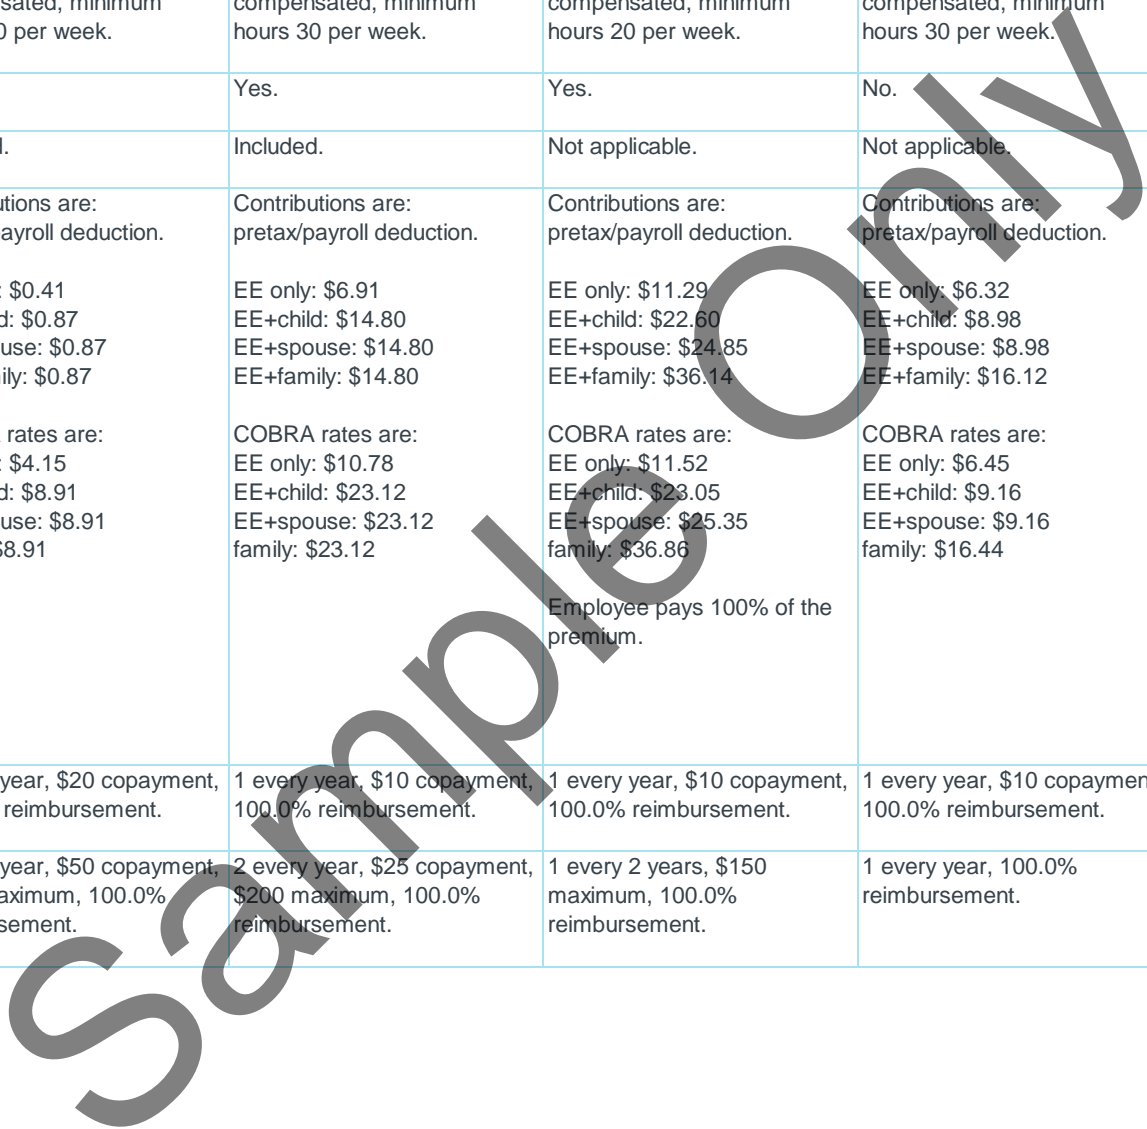 sated, minimum
0 per week.
compensated, minimum
hours 30 per week.
compensated, minimum
hours 20 per week.
compensated, minimum
hours 30 per week.
Yes.
Yes.
No.
Included.
Not applicable.
Not applicable.
utions are:
ayroll deduction.
: $0.41
d: $0.87
use: $0.87
ily: $0.87
rates are:
: $4.15
d: $8.91
use: $8.91
$8.91
Contributions are:
pretax/payroll deduction.
EE only: $6.91
EE+child: $14.80
EE+spouse: $14.80
EE+family: $14.80
COBRA rates are:
EE only: $10.78
EE+child: $23.12
EE+spouse: $23.12
family: $23.12
Contributions are:
pretax/payroll deduction.
EE only: $11.29
EE+child: $22.60
EE+spouse: $24.85
EE+family: $36.14
COBRA rates are:
EE only: $11.52
EE+child: $23.05
EE+spouse: $25.35
family: $36.86
Employee pays 100% of the
premium.
Contributions are:
pretax/payroll deduction.
EE only: $6.32
EE+child: $8.98
EE+spouse: $8.98
EE+family: $16.12
COBRA rates are:
EE only: $6.45
EE+child: $9.16
EE+spouse: $9.16
family: $16.44
year, $20 copayment,
reimbursement.
1 every year, $10 copayment,
100.0% reimbursement.
1 every year, $10 copayment,
100.0% reimbursement.
1 every year, $10 copaymen
100.0% reimbursement.
year, $50 copayment,
aximum, 100.0%
sement.
2 every year, $25 copayment,
$200 maximum, 100.0%
reimbursement.
1 every 2 years, $150
maximum, 100.0%
reimbursement.
1 every year, 100.0%
reimbursement.
Sample Only